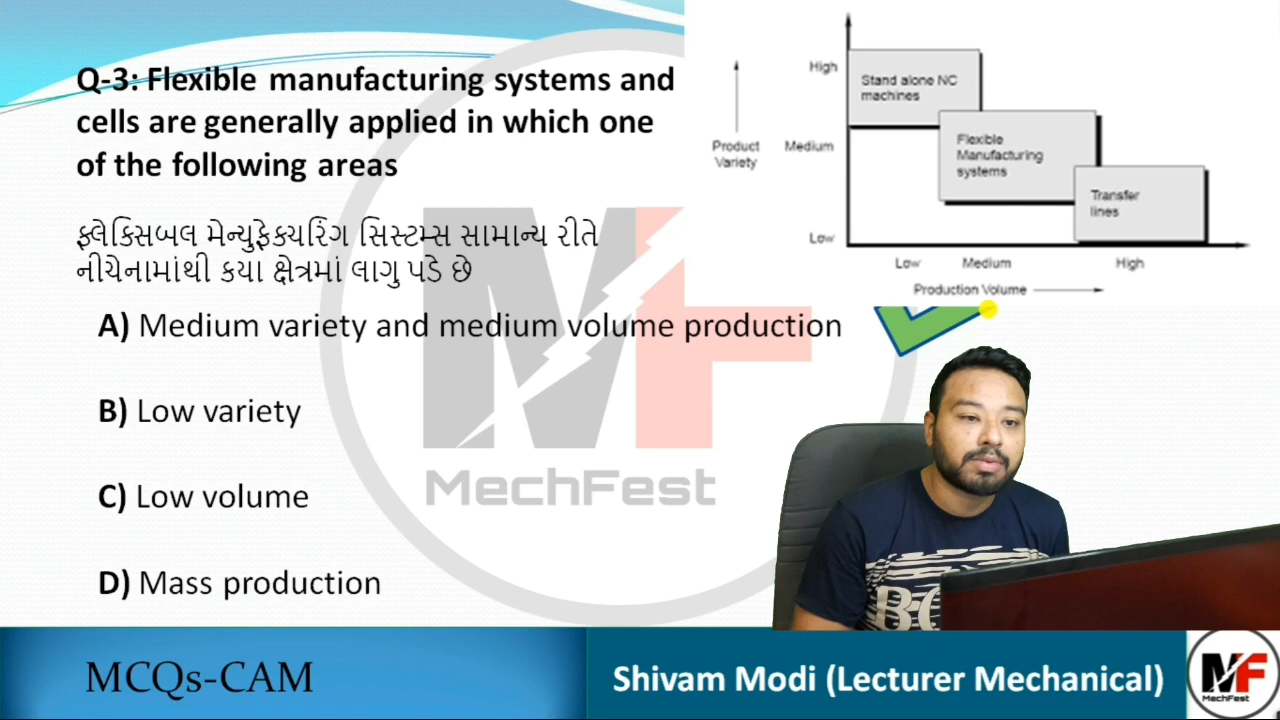 Q-3: Flexible manufacturing systems and
cells are generally applied in which one
of the following areas
ફ્લેક્સિબલ મેન્યુફેક્ચરિંગ સિસ્ટમ્સ સામાન્ય રીતે
નીચેનામાંથી કયા ક્ષેત્રમાં લાગુ પડે છે
A) Medium variety and medium volume production
B) Low variety
C) Low volume
D) Mass production
High
Stand alone NC
machines
Product
Variety
Medium
Flexible
Manufacturing
systems
Transfer
lines
Low
Low
Medium
High
Production Volume
MF
MechFest
MCQs-CAM
Shivam Modi (Lecturer Mechanical)
MF
MechFest